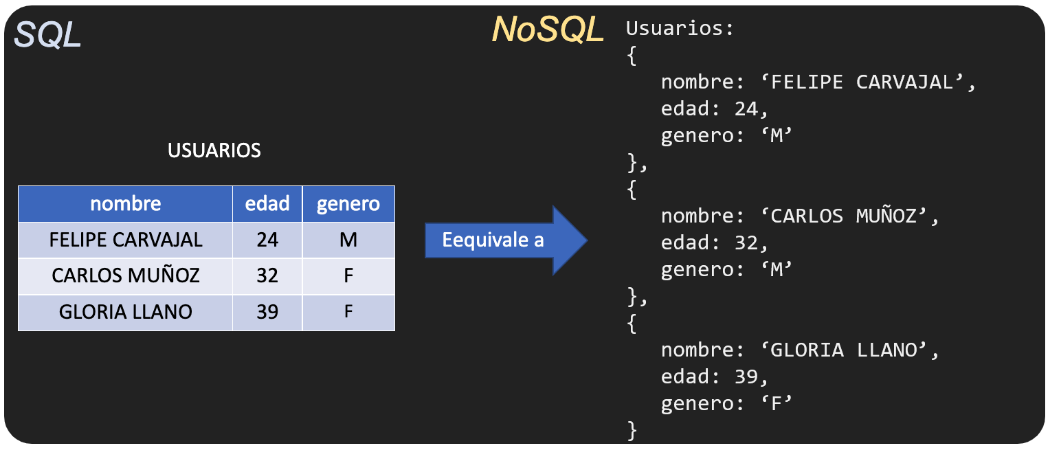 SQL
USUARIOS
nombre edad genero
FELIPE CARVAJAL 24 M
CARLOS MUÑOZ 32 F
GLORIA LLANO 39 F
Eequivale a
NoSQL
Usuarios:
{
nombre: ‘FELIPE CARVAJAL’,
edad: 24,
genero: ‘M’
},
{
nombre: ‘CARLOS MUÑOZ’,
edad: 32,
genero: ‘M’
},
{
nombre: ‘GLORIA LLANO’,
edad: 39,
genero: ‘F’
}